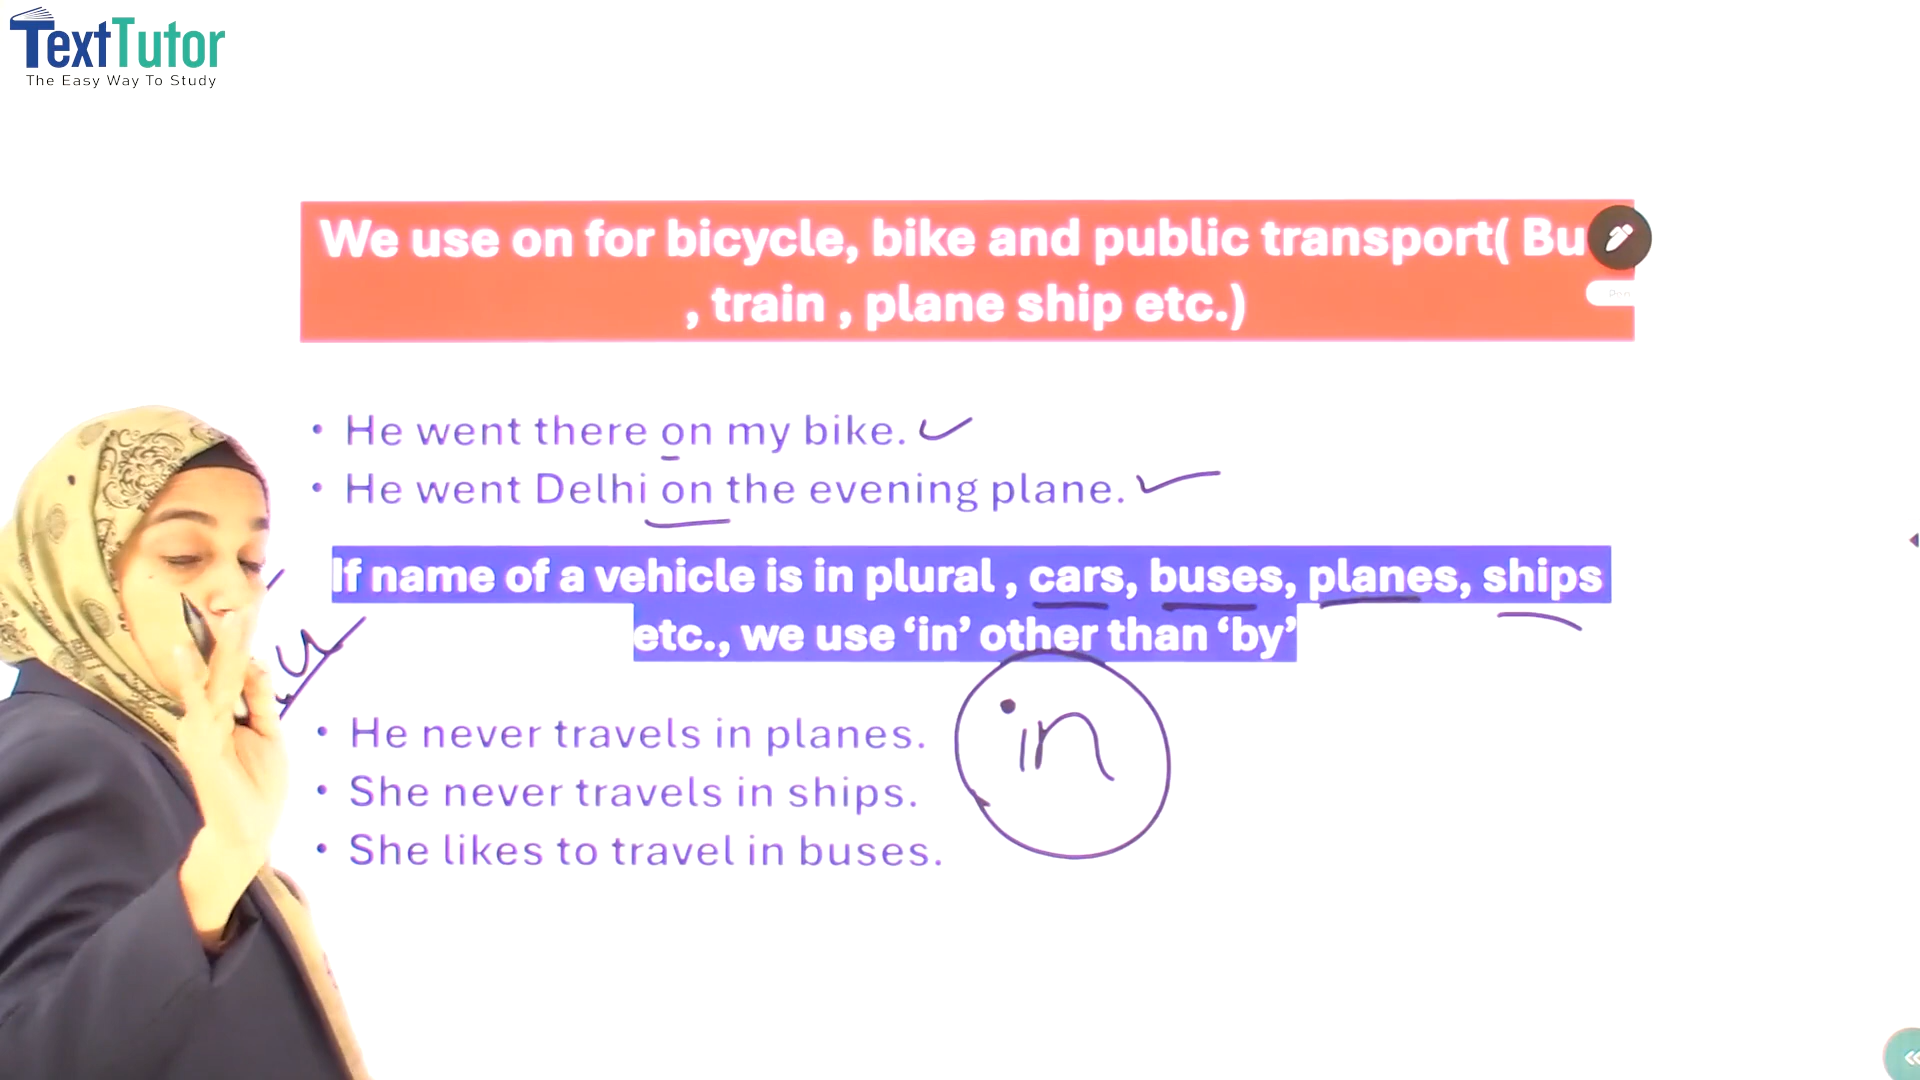 TextTutor
The Easy Way To Study
We use on for bicycle, bike and public transport( Bu
, train , plane ship etc.)
• He went there on my bike.
• He went Delhi on the evening plane.
If name of a vehicle is in plural , cars, buses, planes, ships
etc., we use ‘in’ other than ‘by’
in
• He never travels in planes.
• She never travels in ships.
• She likes to travel in buses.